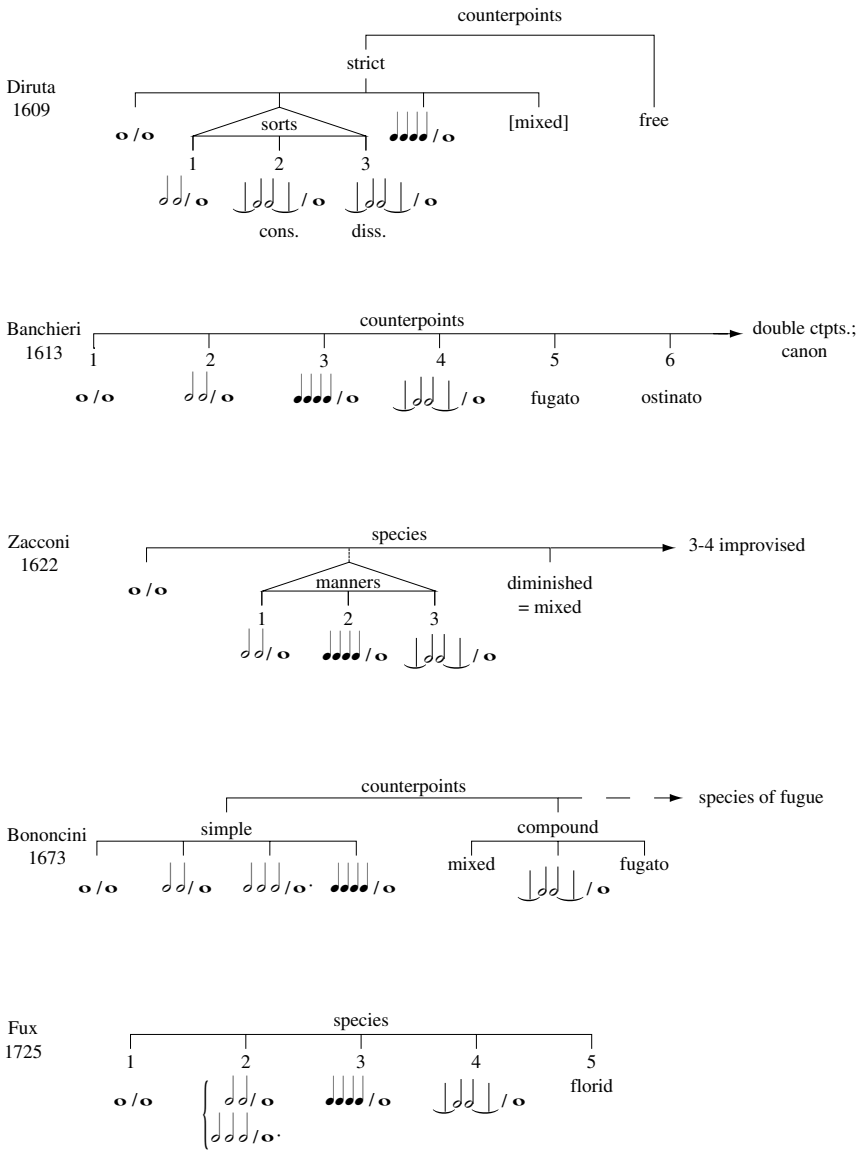 counterpoints
strict
Diruta
1609
sorts
[mixed]
free
1 2 3
cons. diss.
Banchieri
1613
counterpoints
double ctpts.;
canon
1 2 3 4 5 6
fugato ostinato
Zacconi
1622
species
3-4 improvised
manners
diminished
= mixed
1 2 3
counterpoints
species of fugue
Bononcini
1673
simple compound
mixed fugato
Fux
1725
species
1 2 3 4 5
florid